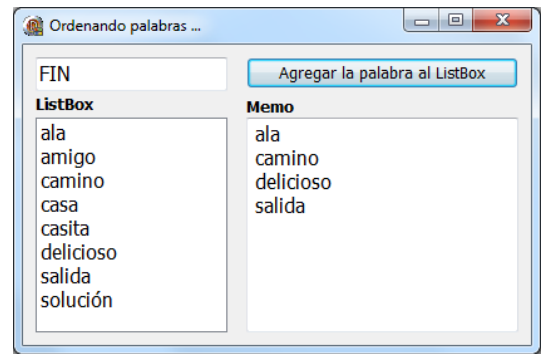 Ordenando palabras ...
FIN
Agregar la palabra al ListBox
ListBox
Memo
ala
amigo
camino
casa
casita
delicioso
salida
solución
ala
camino
delicioso
salida